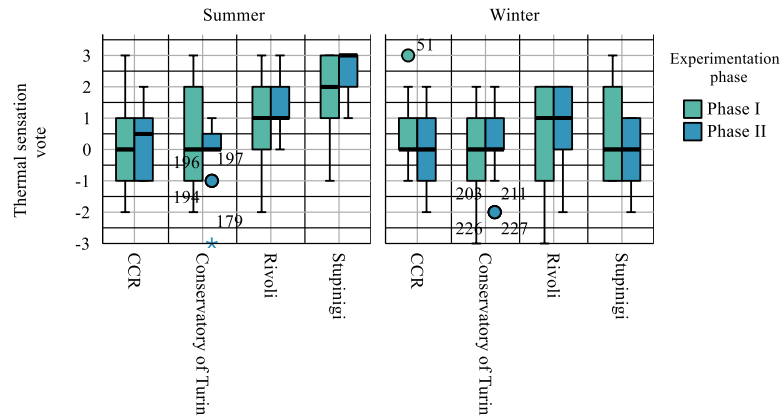 Summer
Winter
Thermal sensation
vote
3
2
1
0
-1
-2
-3
196
197
194
179
51
203
211
226
227
CCR
Conservatory of Turin
Rivoli
Stupinigi
CCR
Conservatory of Turin
Rivoli
Stupinigi
Experimentation
phase
Phase I
Phase II